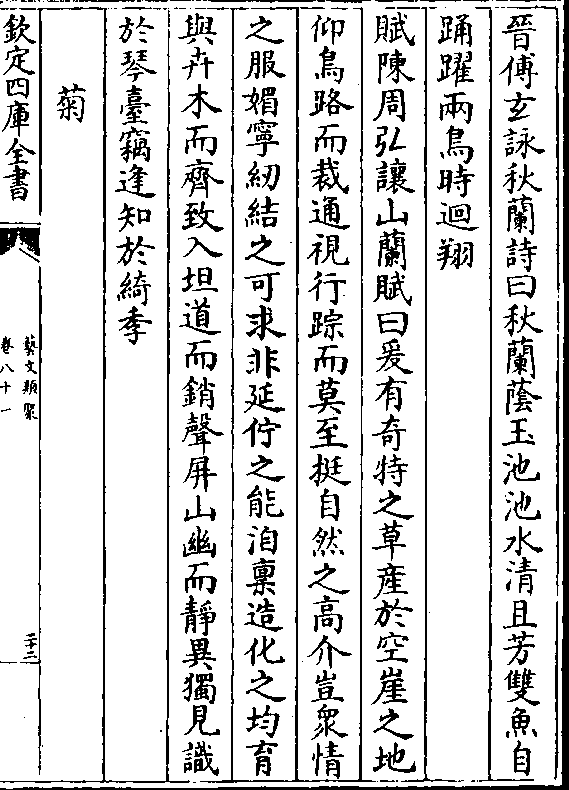 晉傅玄詠秋蘭詩曰秋蘭蔭玉池池水清且芳雙魚自
踊躍兩鳥時迴翔
賦陳周弘讓山蘭賦曰爰有奇特之草産於空崖之地
仰鳥路而裁通視行踪而莫至挺自然之高介豈衆情
之服媚寧紉結之可求非延佇之能洎稟造化之均育
與卉木而齊致入坦道而銷聲屏山幽而靜異獨見識
於琴臺竊逢知於綺季
菊
欽定四庫全書
藝文類聚
卷八十一
二十二